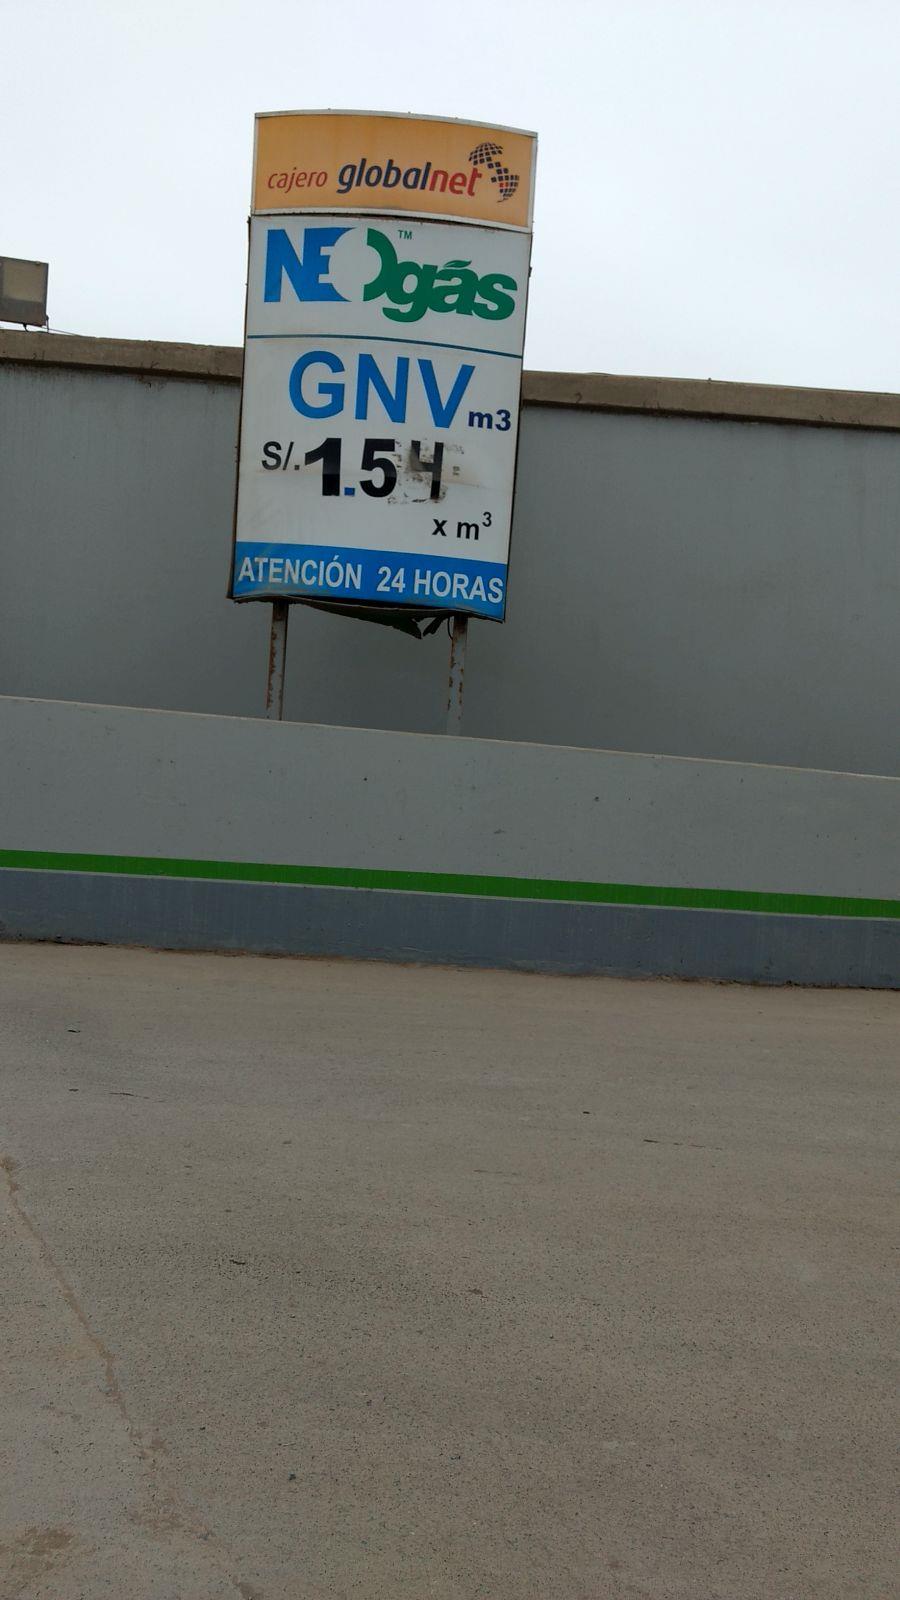 cajero globalnet
NEOgás™
GNV m3
S/.1.54
x m³
ATENCIÓN 24 HORAS